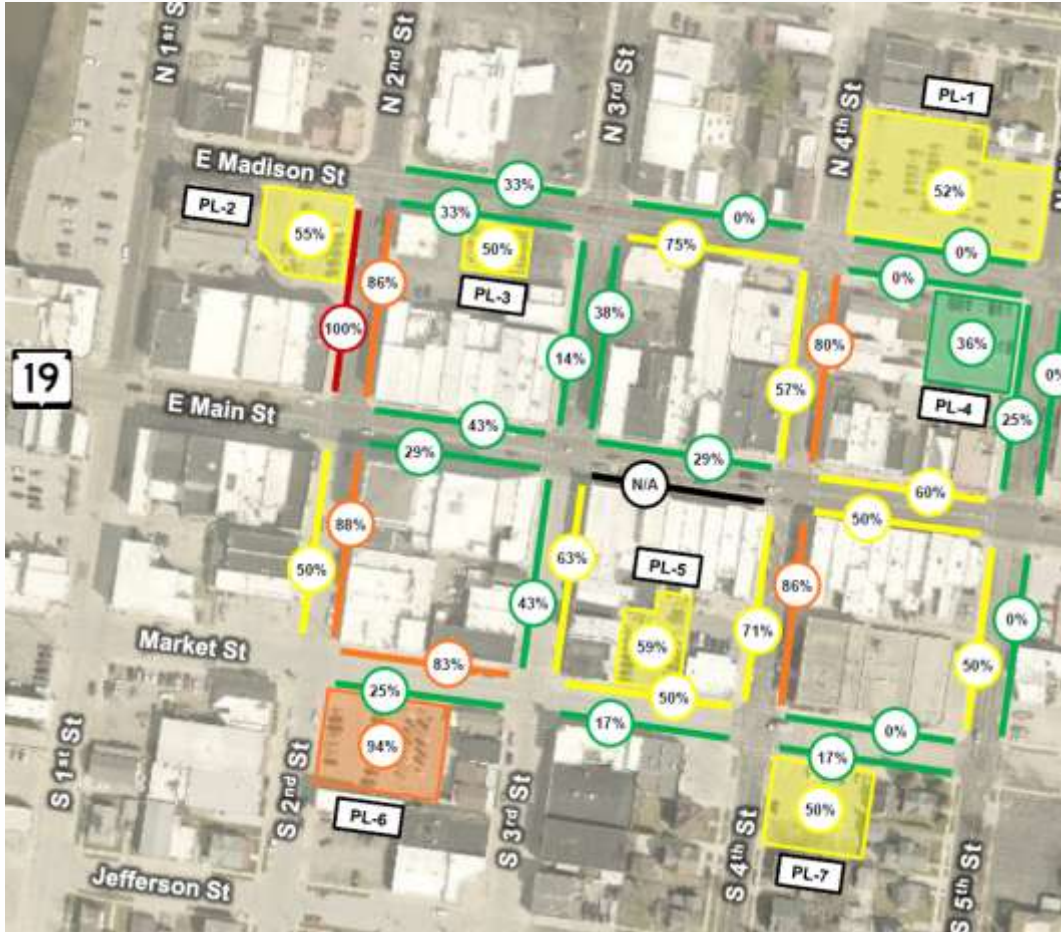 N 1st S
N 2nd St
N 3rd St
N 4th St
PL-1
E Madison St
PL-2
33%
52%
33%
0%
55%
50%
75%
0%
0%
86%
PL-3
38%
100%
14%
80%
36%
0%
19
57%
PL-4
25%
E Main St
43%
29%
29%
N/A
60%
88%
50%
50%
63%
PL-5
86%
43%
71%
59%
0%
Market St
83%
50%
50%
25%
17%
0%
94%
17%
S 1st St
S 2nd St
PL-6
S 3rd St
50%
S 4th St
PL-7
S 5th St
Jefferson St